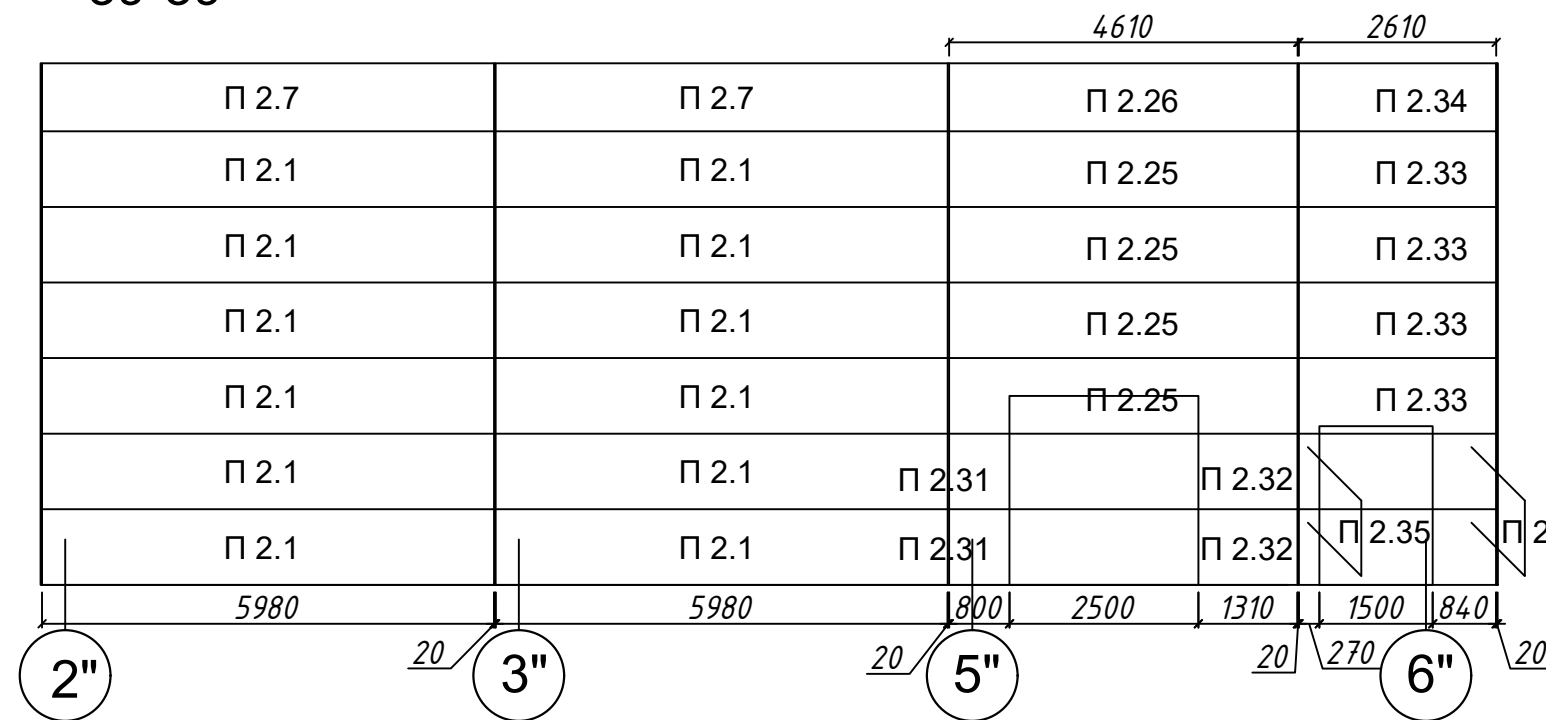 4610 2610
П 2.7 П 2.7 П 2.26 П 2.34
П 2.1 П 2.1 П 2.25 П 2.33
П 2.1 П 2.1 П 2.25 П 2.33
П 2.1 П 2.1 П 2.25 П 2.33
П 2.1 П 2.1 П 2.25 П 2.33
П 2.1 П 2.1 П 2.31 П 2.32
П 2.1 П 2.1 П 2.31 П 2.32 П 2.35 П 2
5980 5980 800 2500 1310 1500 840
20 20 20 270 20
2" 3" 5" 6"